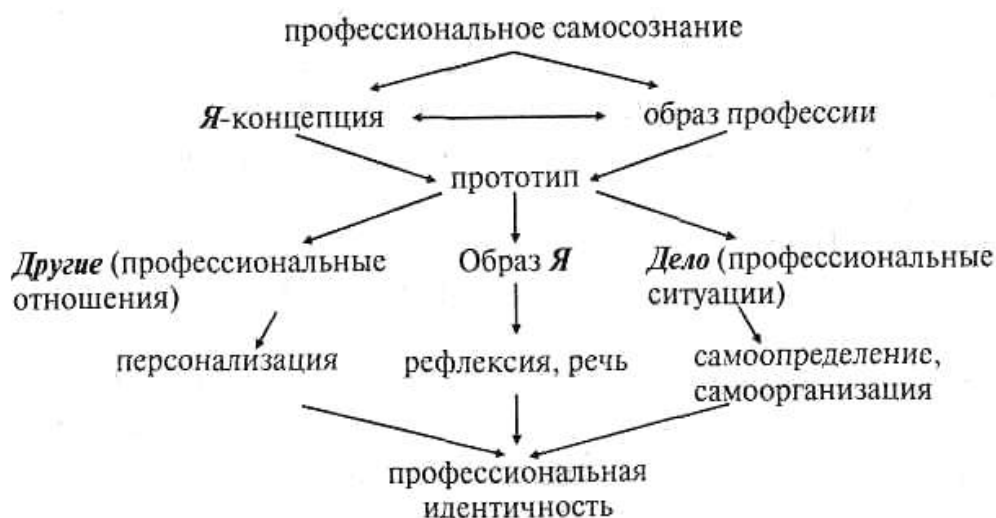 профессиональное самосознание
Я-концепция
образ профессии
прототип
Другие (профессиональные
отношения)
Образ Я
Дело (профессиональные
ситуации)
персонализация
рефлексия, речь
самоопределение,
самоорганизация
профессиональная
идентичность